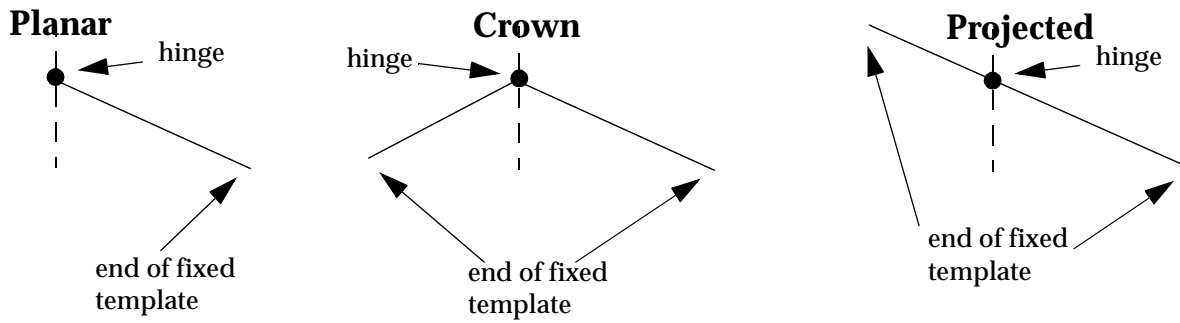 Planar
hinge
end of fixed
template
Crown
hinge
end of fixed
template
Projected
hinge
end of fixed
template